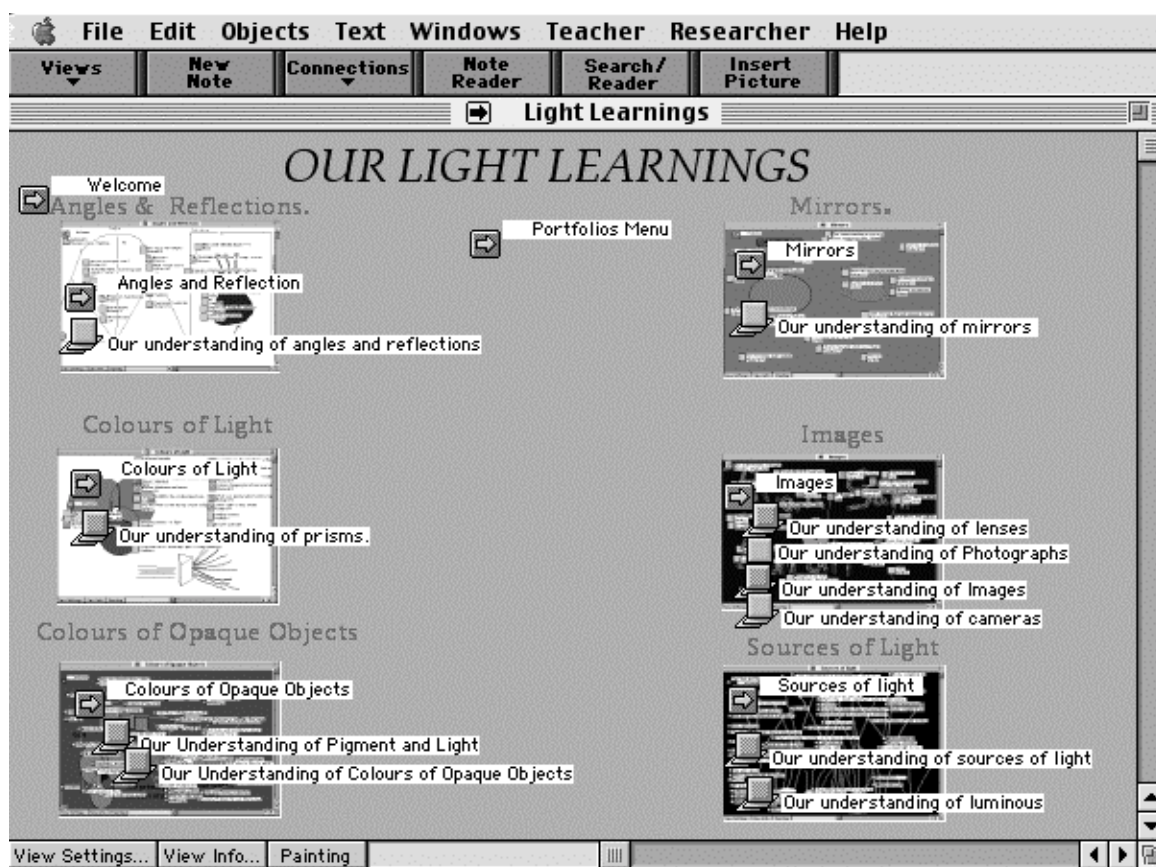 File Edit Objects Text Windows Teacher Researcher Help
Views
New Note
Connections
Note Reader
Search/ Reader
Insert Picture
Light Learnings
OUR LIGHT LEARNINGS
Welcome
Angles & Reflections.
Angles and Reflection
Our understanding of angles and reflections
Portfolios Menu
Mirrors.
Mirrors
Our understanding of mirrors
Colours of Light
Colours of Light
Our understanding of prisms.
Images
Images
Our understanding of lenses
Our understanding of Photographs
Our understanding of Images
Our understanding of cameras
Colours of Opaque Objects
Colours of Opaque Objects
Our Understanding of Pigment and Light
Our Understanding of Colours of Opaque Objects
Sources of Light
Sources of light
Our understanding of sources of light
Our understanding of luminous
View Settings... View Info... Painting